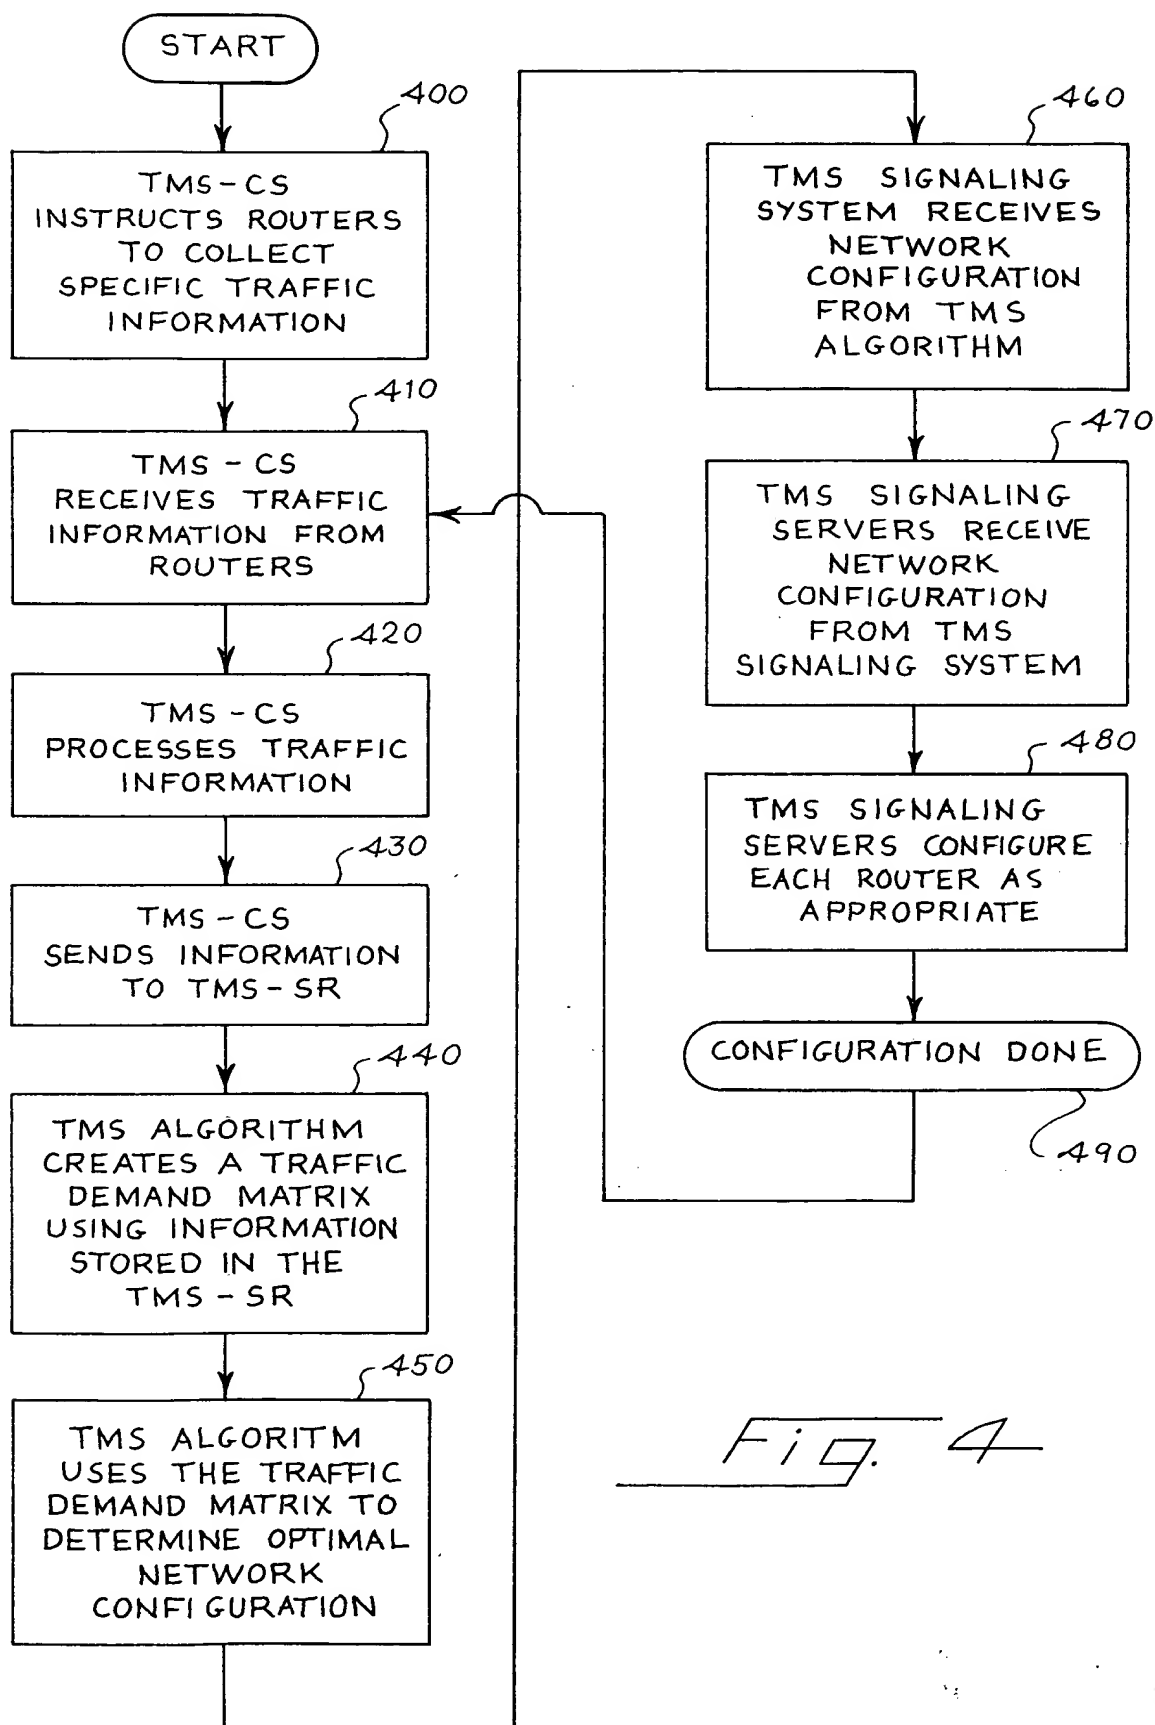 START
400
TMS-CS
INSTRUCTS ROUTERS
TO COLLECT
SPECIFIC TRAFFIC
INFORMATION
410
TMS-CS
RECEIVES TRAFFIC
INFORMATION FROM
ROUTERS
420
TMS-CS
PROCESSES TRAFFIC
INFORMATION
430
TMS-CS
SENDS INFORMATION
TO TMS-SR
440
TMS ALGORITHM
CREATES A TRAFFIC
DEMAND MATRIX
USING INFORMATION
STORED IN THE
TMS-SR
450
TMS ALGORITM
USES THE TRAFFIC
DEMAND MATRIX TO
DETERMINE OPTIMAL
NETWORK
CONFIGURATION
460
TMS SIGNALING
SYSTEM RECEIVES
NETWORK
CONFIGURATION
FROM TMS
ALGORITHM
470
TMS SIGNALING
SERVERS RECEIVE
NETWORK
CONFIGURATION
FROM TMS
SIGNALING SYSTEM
480
TMS SIGNALING
SERVERS CONFIGURE
EACH ROUTER AS
APPROPRIATE
CONFIGURATION DONE
490
Fig. 4